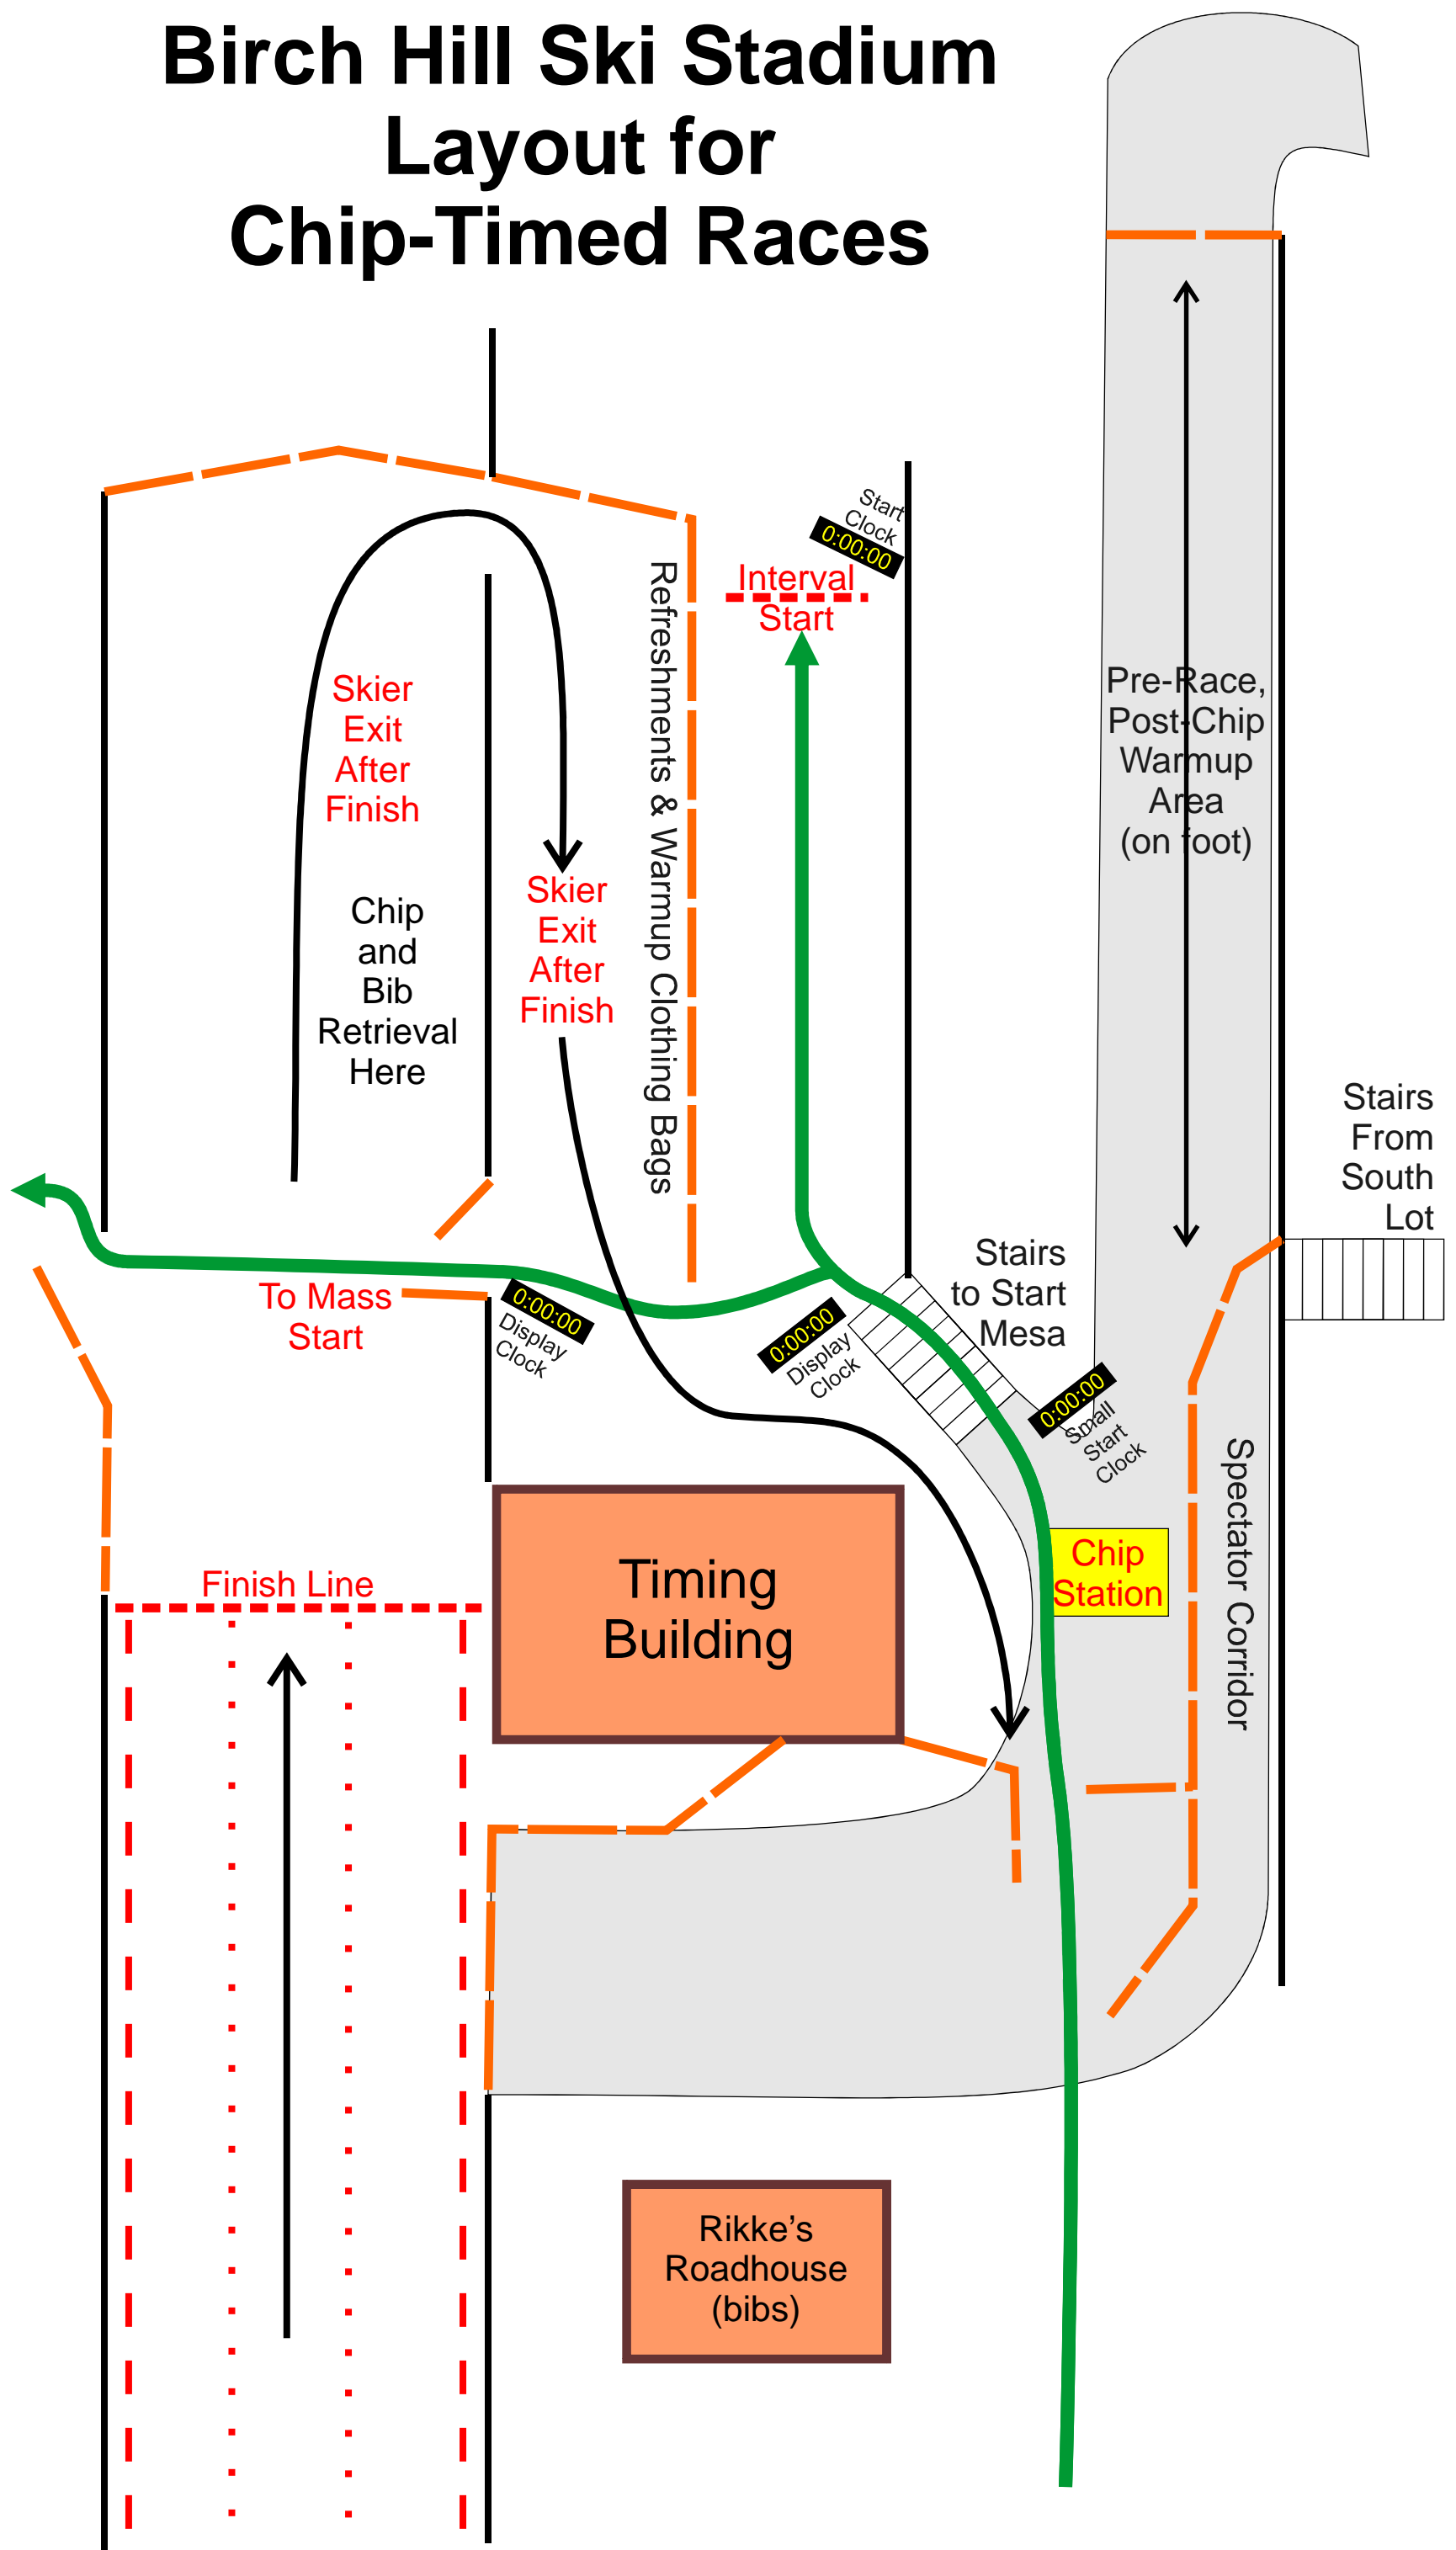 Birch Hill Ski Stadium
Layout for
Chip-Timed Races
Start
Clock
0:00:00
Interval
Start
Refreshments & Warmup Clothing Bags
Skier
Exit
After
Finish
Pre-Race,
Post-Chip
Warmup
Area
(on foot)
Chip
and
Bib
Retrieval
Here
Skier
Exit
After
Finish
Stairs
From
South
Lot
Stairs
to Start
Mesa
To Mass
Start
0:00:00
Display
Clock
0:00:00
Display
Clock
0:00:00
Small
Start
Clock
Spectator Corridor
Chip
Station
Timing
Building
Finish Line
Rikke’s
Roadhouse
(bibs)